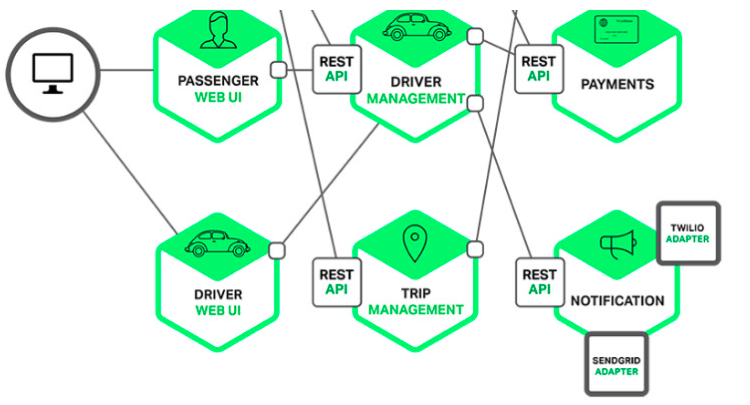 PASSENGER
WEB UI
REST
API
DRIVER
MANAGEMENT
REST
API
PAYMENTS
DRIVER
WEB UI
REST
API
TRIP
MANAGEMENT
REST
API
NOTIFICATION
TWILIO
ADAPTER
SENDGRID
ADAPTER